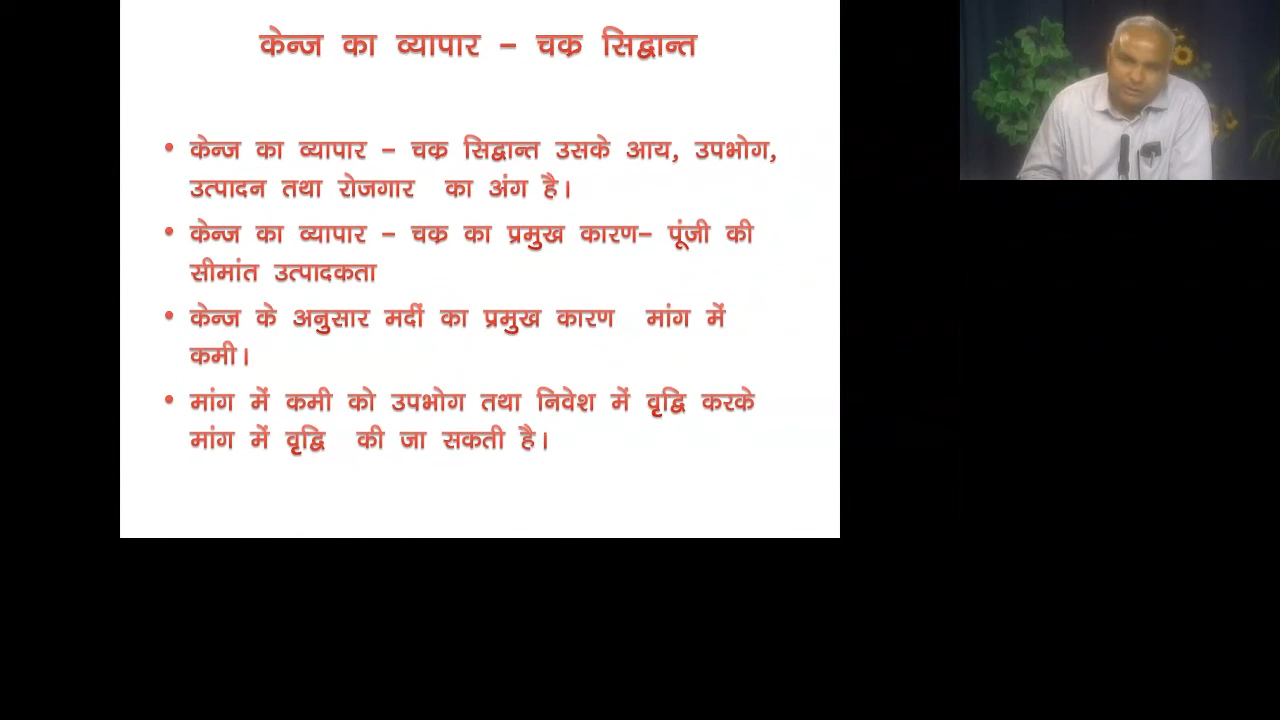 केन्ज का व्यापार – चक्र सिद्वान्त
• केन्ज का व्यापार – चक्र सिद्वान्त उसके आय, उपभोग,
उत्पादन तथा रोजगार का अंग है।
• केन्ज का व्यापार – चक्र का प्रमुख कारण– पूंजी की
सीमांत उत्पादकता
• केन्ज के अनुसार मदीं का प्रमुख कारण मांग में
कमी।
• मांग में कमी को उपभोग तथा निवेश में वृद्वि करके
मांग में वृद्वि की जा सकती है।